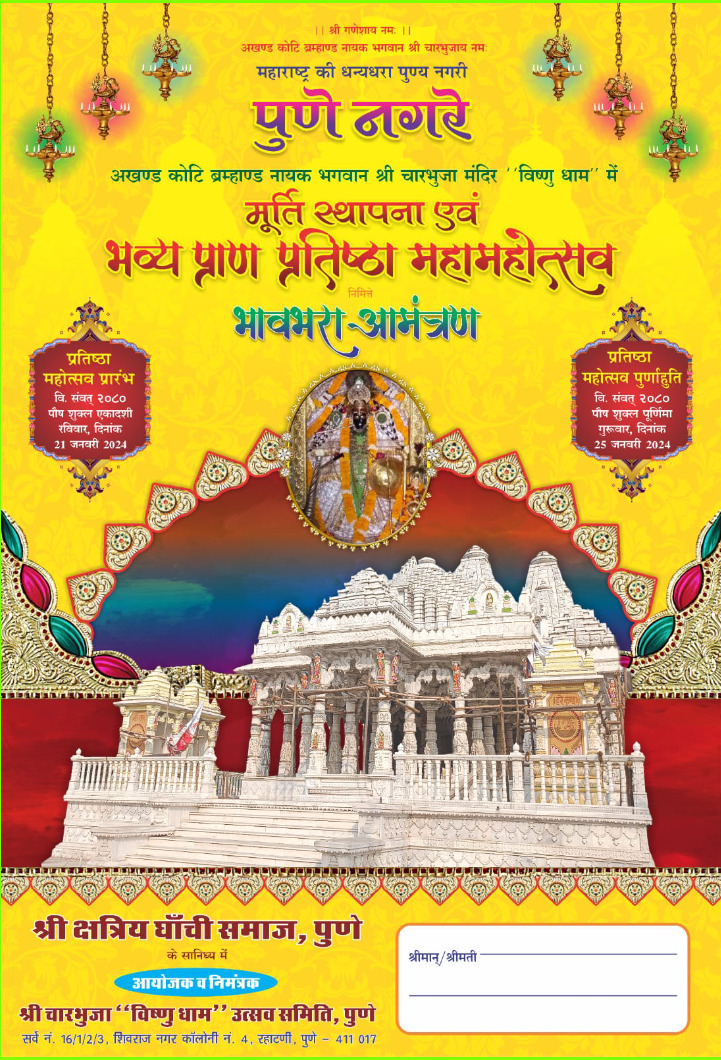 ।। श्री गणेशाय नमः ।।
अखण्ड कोटि ब्रम्हाण्ड नायक भगवान श्री चारभुजाय नमः
महाराष्ट्र की धन्यधरा पुण्य नगरी
पुणे नगरे
अखण्ड कोटि ब्रम्हाण्ड नायक भगवान श्री चारभुजा मंदिर ‘‘विष्णु धाम’’ में
मूर्ति स्थापना एवं
भव्य प्राण प्रतिष्ठा महामहोत्सव
निमित्ते
भावभरा-आमंत्रण
प्रतिष्ठा
महोत्सव प्रारंभ
वि. संवत् २०८०
पौष शुक्ल एकादशी
रविवार, दिनांक
21 जनवरी 2024
प्रतिष्ठा
महोत्सव पुर्णाहुति
वि. संवत् २०८०
पौष शुक्ल पूर्णिमा
गुरूवार, दिनांक
25 जनवरी 2024
श्री क्षत्रिय घाँची समाज, पुणे
के सानिध्य में
आयोजक व निमंत्रक
श्री चारभुजा ‘‘विष्णु धाम’’ उत्सव समिति, पुणे
सर्वे नं. 16/1/2/3, शिवराज नगर कॉलोनी नं. 4, रहाटणी, पुणे – 411 017
श्रीमान्/श्रीमती